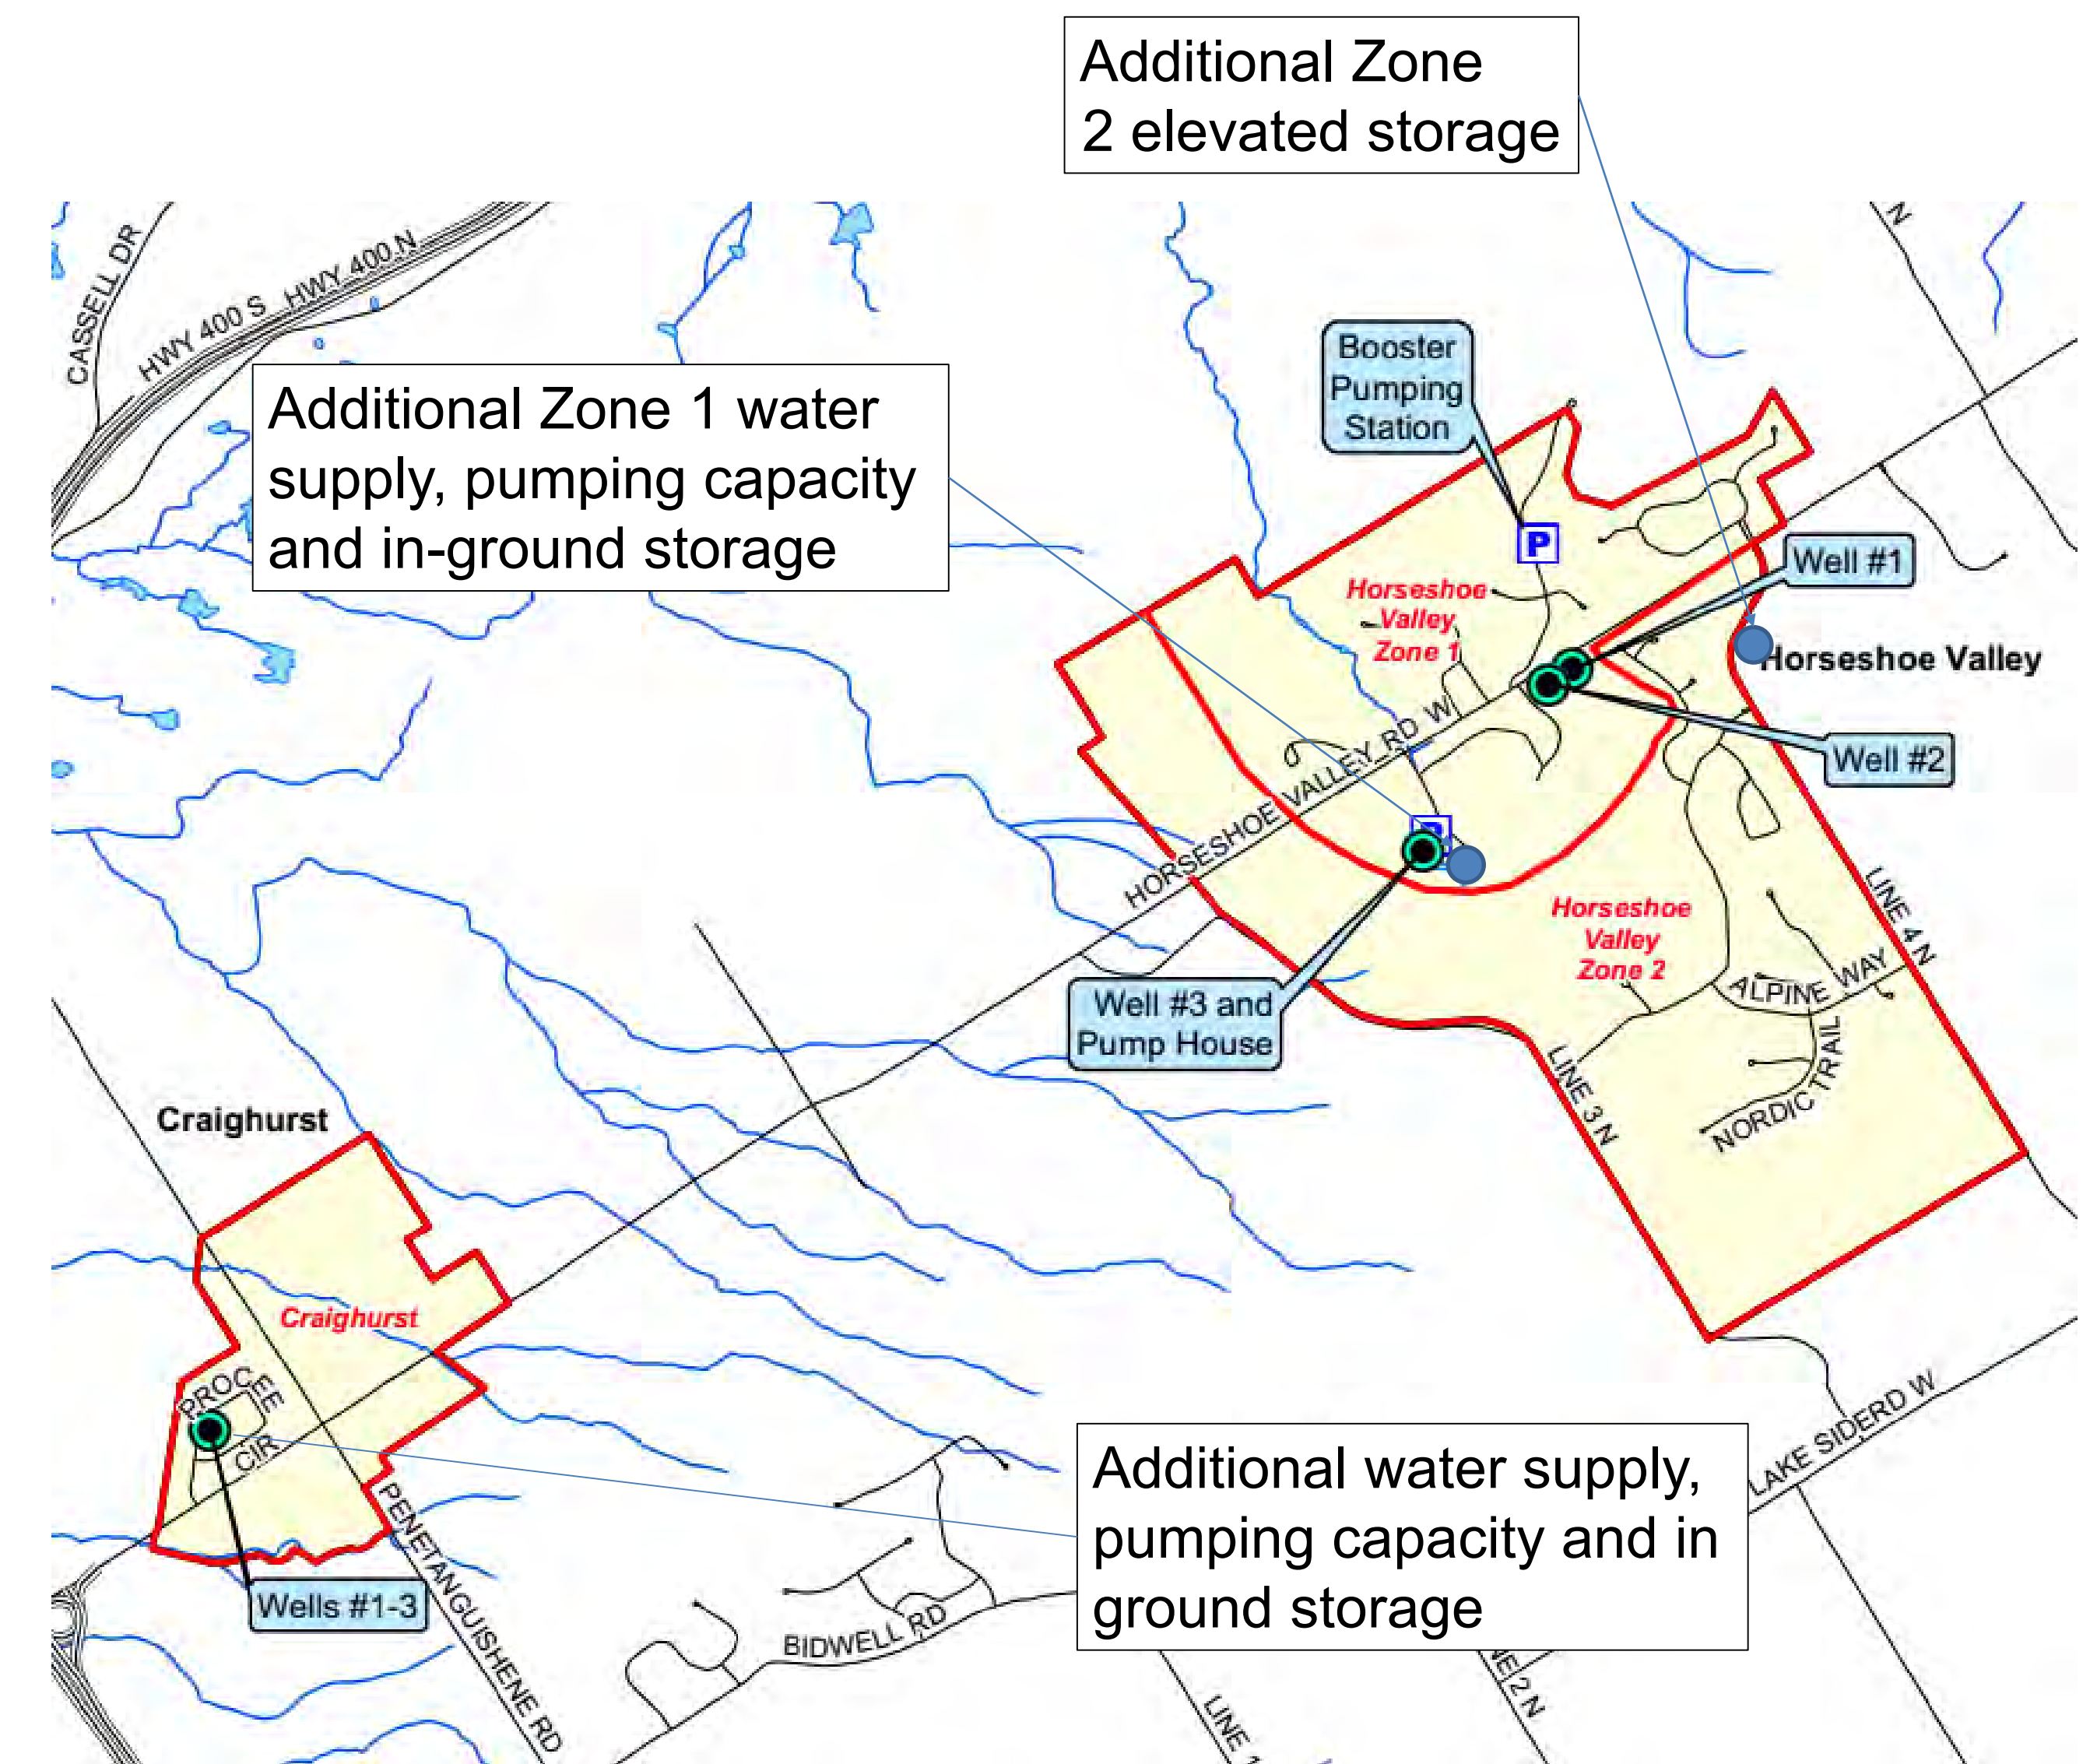 Additional Zone
2 elevated storage
CASSELL DR
HWY 400 S
HWY 400 N
N
Additional Zone 1 water
supply, pumping capacity
and in-ground storage
Booster
Pumping
Station
P
Well #1
Horseshoe
Valley
Zone 1
Horseshoe Valley
Well #2
HORSESHOE VALLEY RD W
Horseshoe
Valley
Zone 2
LINE 4 N
ALPINE WAY
Well #3 and
Pump House
LINE 3 N
NORDIC TRAIL
Craighurst
Craighurst
PROCEE
CIR
Wells #1-3
PENETANGUISHENE RD
BIDWELL RD
Additional water supply,
pumping capacity and in
ground storage
LAKE SIDERD W
LINE 1
NE 2 N